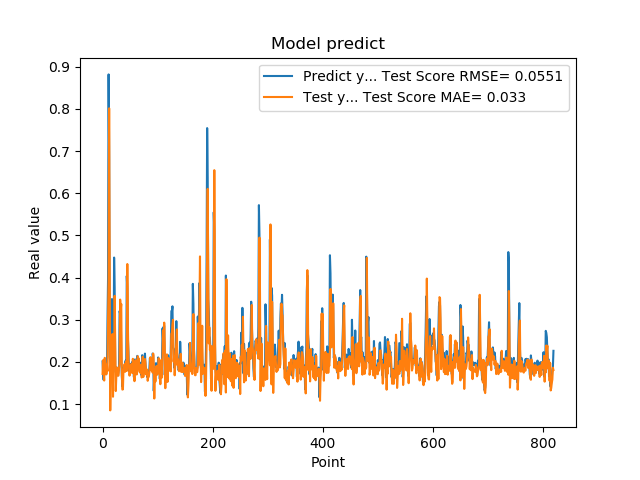 Model predict
Predict y... Test Score RMSE= 0.0551
Test y... Test Score MAE= 0.033
Real value
0.9
0.8
0.7
0.6
0.5
0.4
0.3
0.2
0.1
0 200 400 600 800
Point